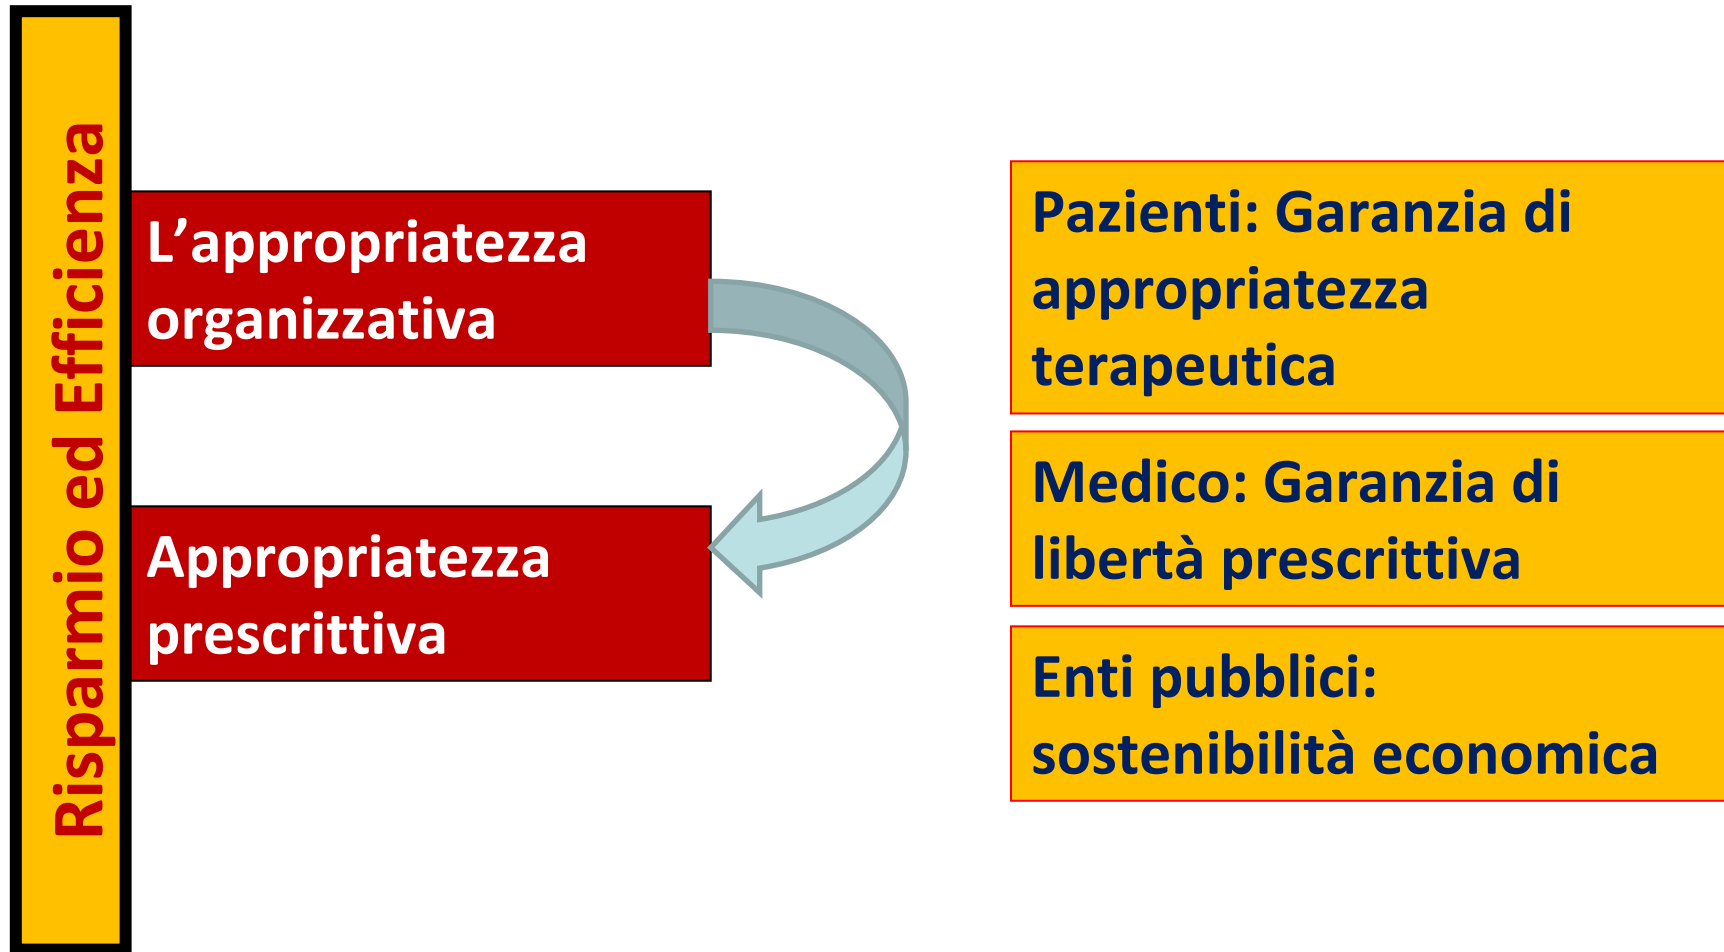 Risparmio ed Efficienza
L’appropriatezza
organizzativa
Appropriatezza
prescrittiva
Pazienti: Garanzia di
appropriatezza
terapeutica
Medico: Garanzia di
libertà prescrittiva
Enti pubblici:
sostenibilità economica